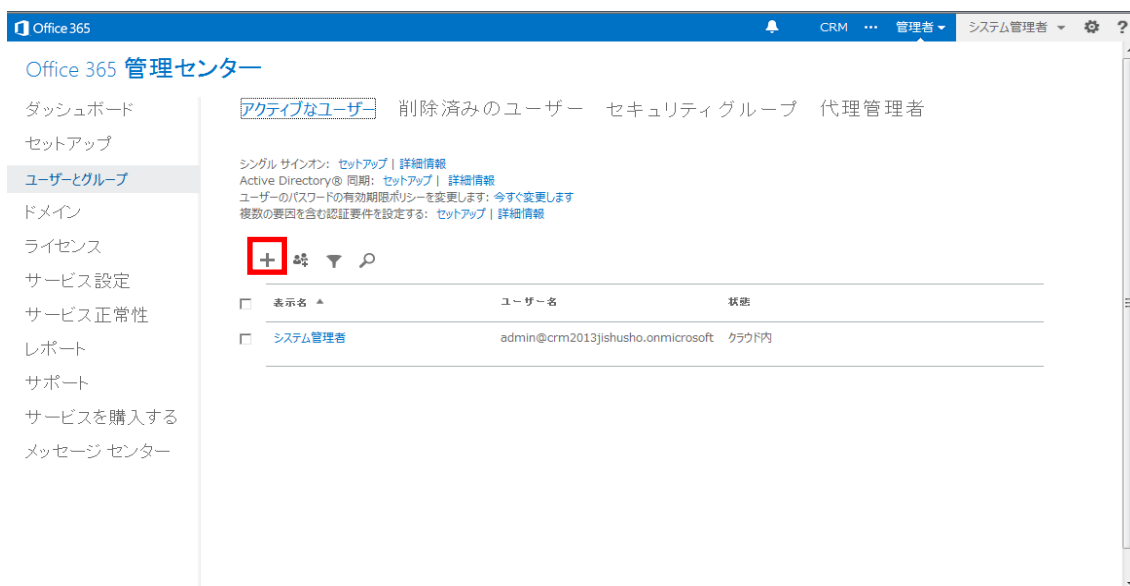 Office 365 CRM ••• 管理者 システム管理者 ?
Office 365 管理センター
ダッシュボード
セットアップ
ユーザーとグループ
ドメイン
ライセンス
サービス設定
サービス正常性
レポート
サポート
サービスを購入する
メッセージ センター
アクティブなユーザー 削除済みのユーザー セキュリティグループ 代理管理者
シングル サインオン: セットアップ | 詳細情報
Active Directory® 同期: セットアップ | 詳細情報
ユーザーのパスワードの有効期限ポリシーを変更します: 今すぐ変更します
複数の要因を含む認証要件を設定する: セットアップ | 詳細情報
表示名 ユーザー名 状態
システム管理者 admin@crm2013jishusho.onmicrosoft クラウド内